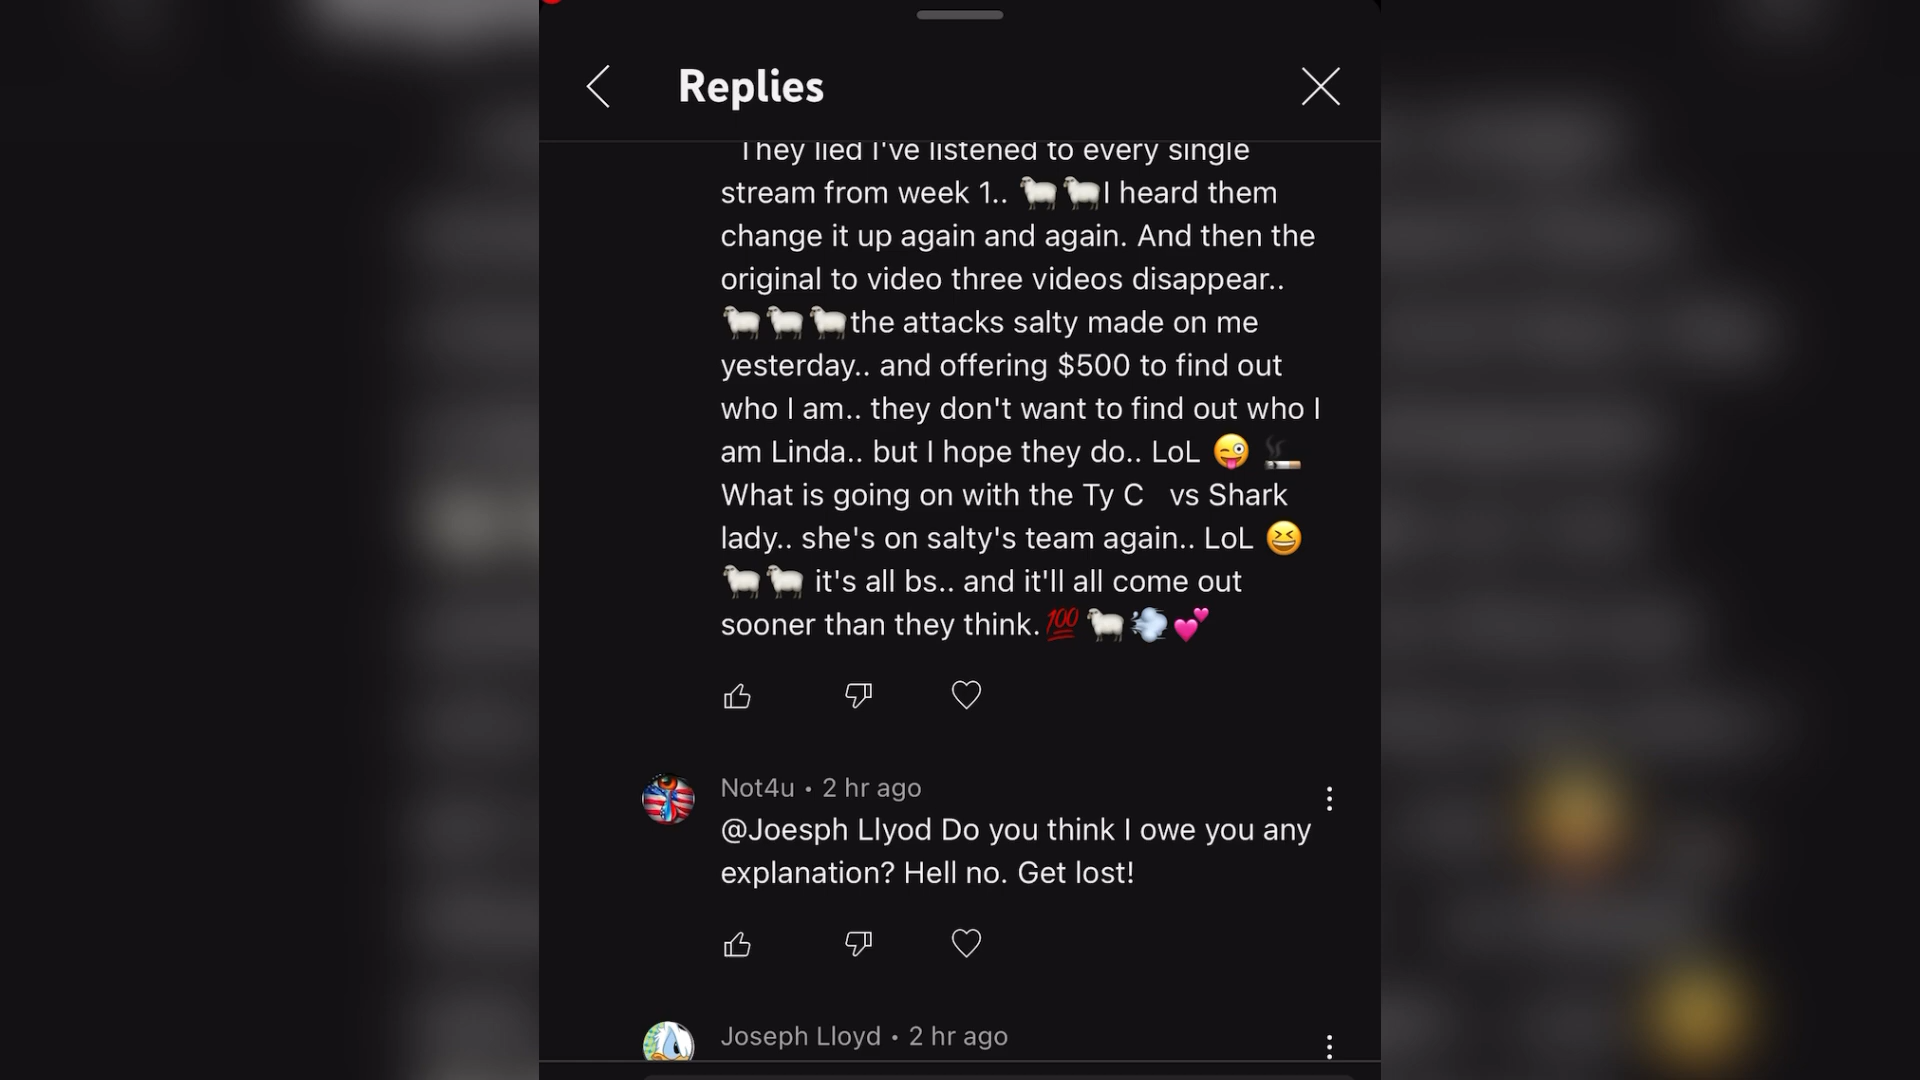 Replies
They lied I've listened to every single
stream from week 1.. 🐑🐑I heard them
change it up again and again. And then the
original to video three videos disappear..
🐑🐑🐑the attacks salty made on me
yesterday.. and offering $500 to find out
who I am.. they don't want to find out who I
am Linda.. but I hope they do.. LoL 😜 🚬
What is going on with the Ty C vs Shark
lady.. she's on salty's team again.. LoL 😆
🐑🐑 it's all bs.. and it'll all come out
sooner than they think.💯🐑💨💕
Not4u • 2 hr ago
@Joesph Llyod Do you think I owe you any
explanation? Hell no. Get lost!
Joseph Lloyd • 2 hr ago